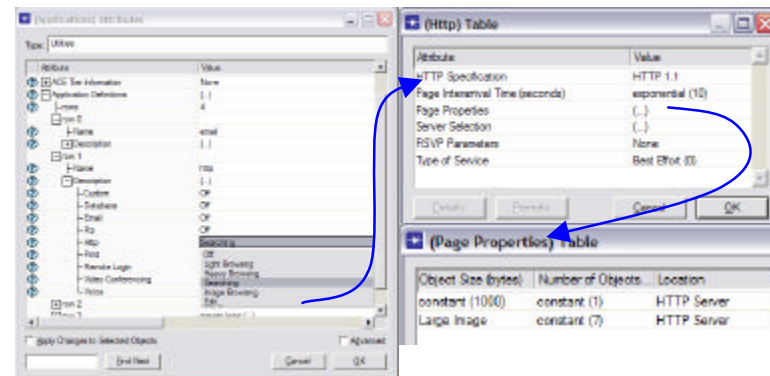 (Applications) Attributes
Type: Utilities
Attribute Value
ACE Tier Information None
Application Definitions (...)
rows 4
row 0
Name email
Description (...)
row 1
Name http
Description (...)
Custom Off
Database Off
Email Off
Ftp Off
Http Searching
Print Off
Remote Login Light Browsing
Video Conferencing Heavy Browsing
Voice Searching
Image Browsing
Edit...
row 2
row 3
Apply Changes to Selected Objects Advanced
Find Next Cancel OK
(Http) Table
Attribute Value
HTTP Specification HTTP 1.1
Page Interarrival Time (seconds) exponential (10)
Page Properties (...)
Server Selection (...)
RSVP Parameters None
Type of Service Best Effort (0)
Details Promote Cancel OK
(Page Properties) Table
Object Size (bytes) Number of Objects... Location
constant (1000) constant (1) HTTP Server
Large Image constant (7) HTTP Server